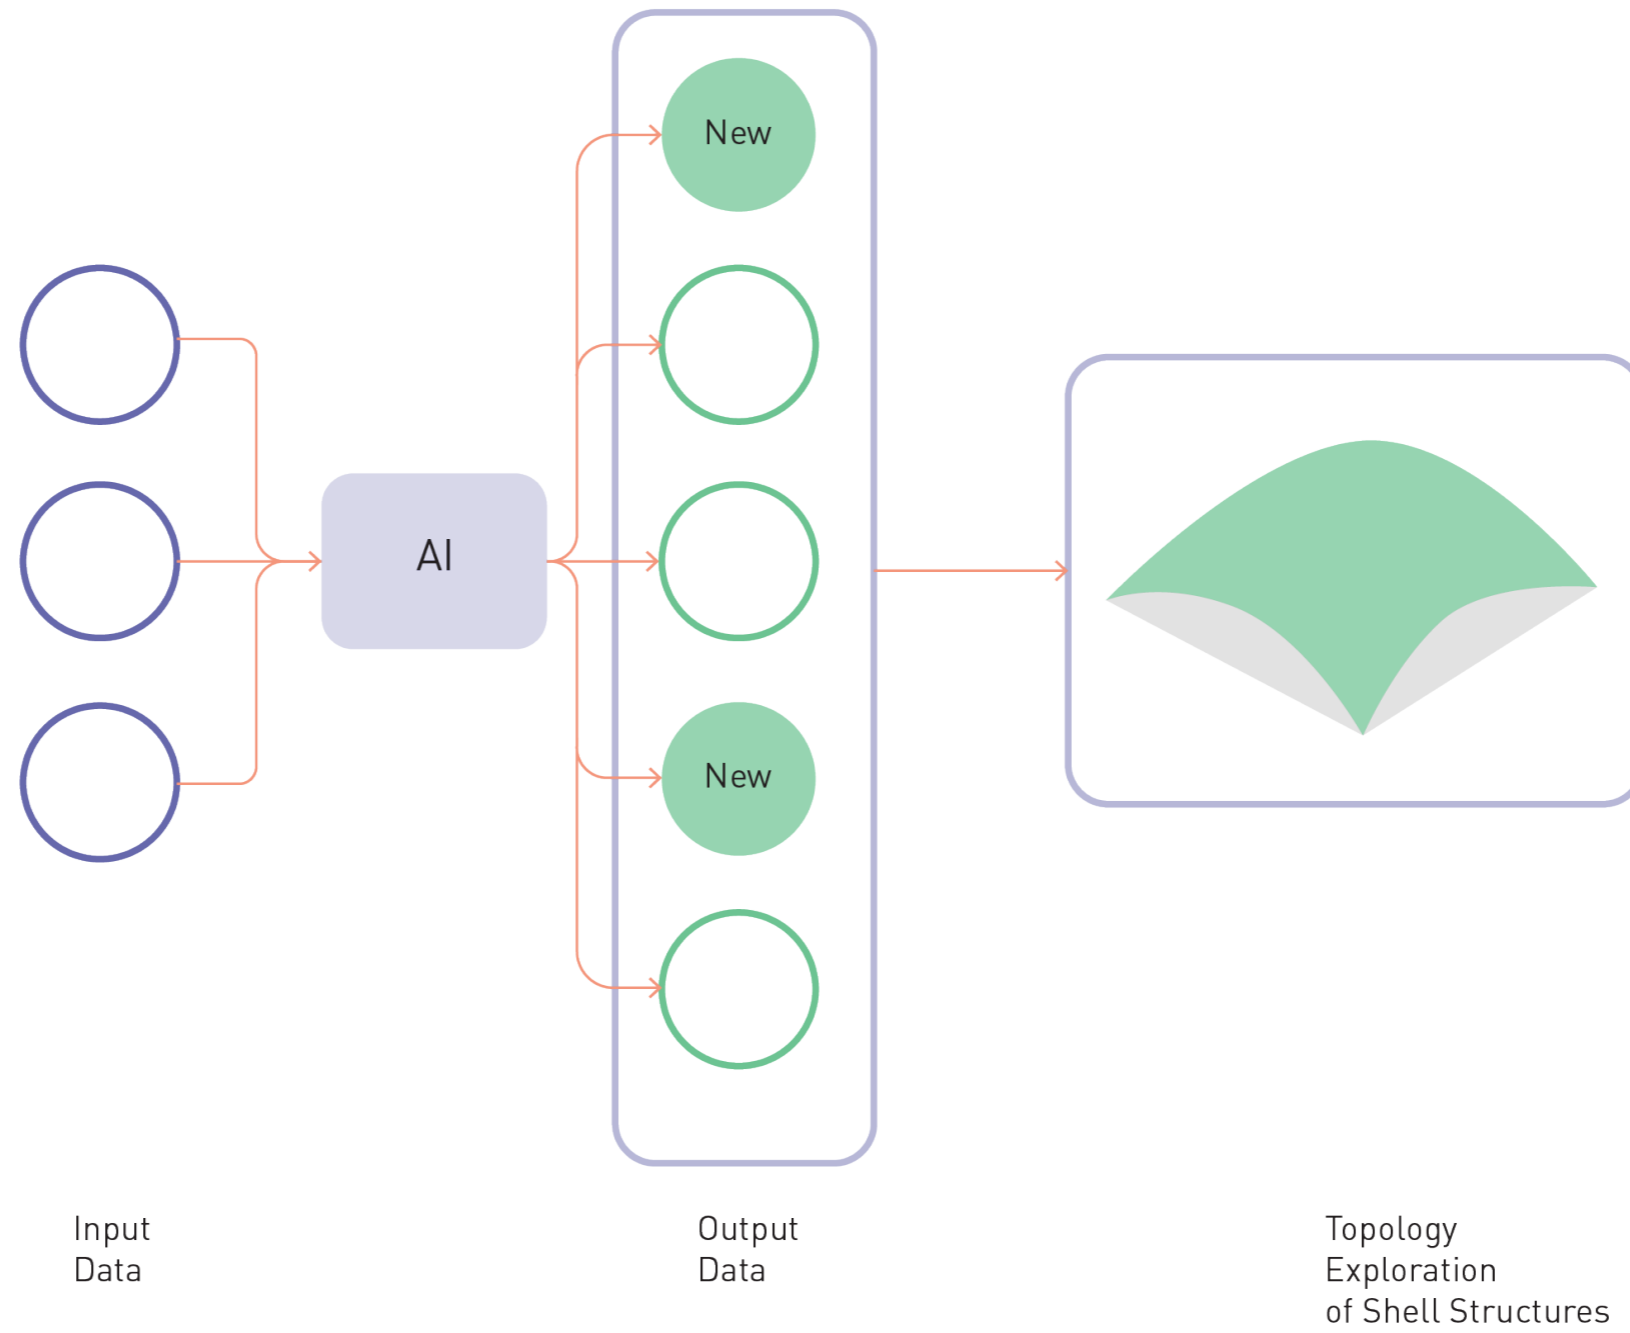 New
AI
New
Input
Data
Output
Data
Topology
Exploration
of Shell Structures